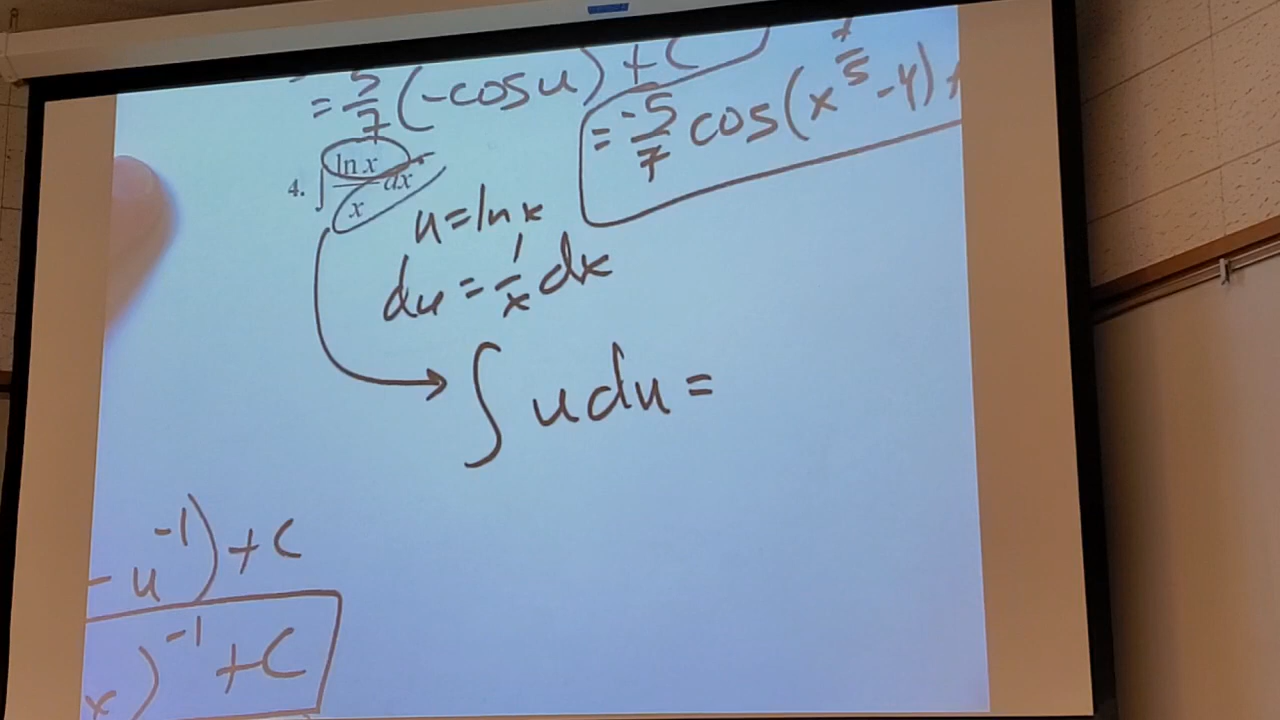 = 5/7 (-cos u) + C
= -5/7 cos(x^7/5 - 4) +
4. ∫ ln x / x dx.
u = ln x
du = 1/x dx
∫ u du =
- u^-1) + C
x)^-1 + C